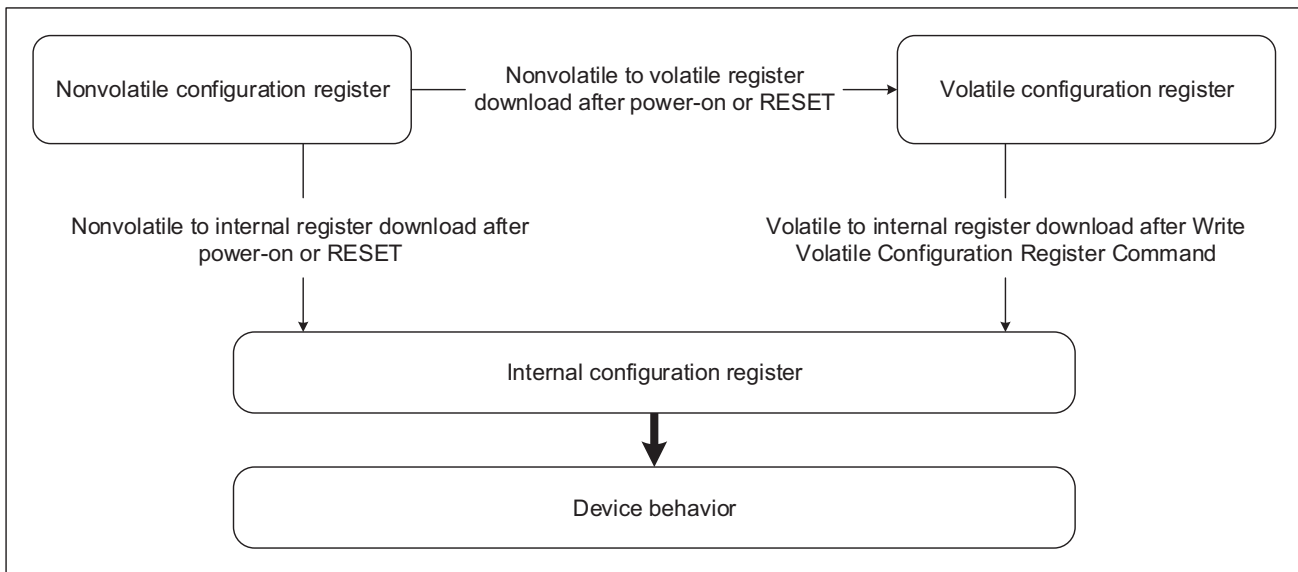 Nonvolatile configuration register
Nonvolatile to volatile register
download after power-on or RESET
Volatile configuration register
Nonvolatile to internal register download after
power-on or RESET
Volatile to internal register download after Write
Volatile Configuration Register Command
Internal configuration register
Device behavior